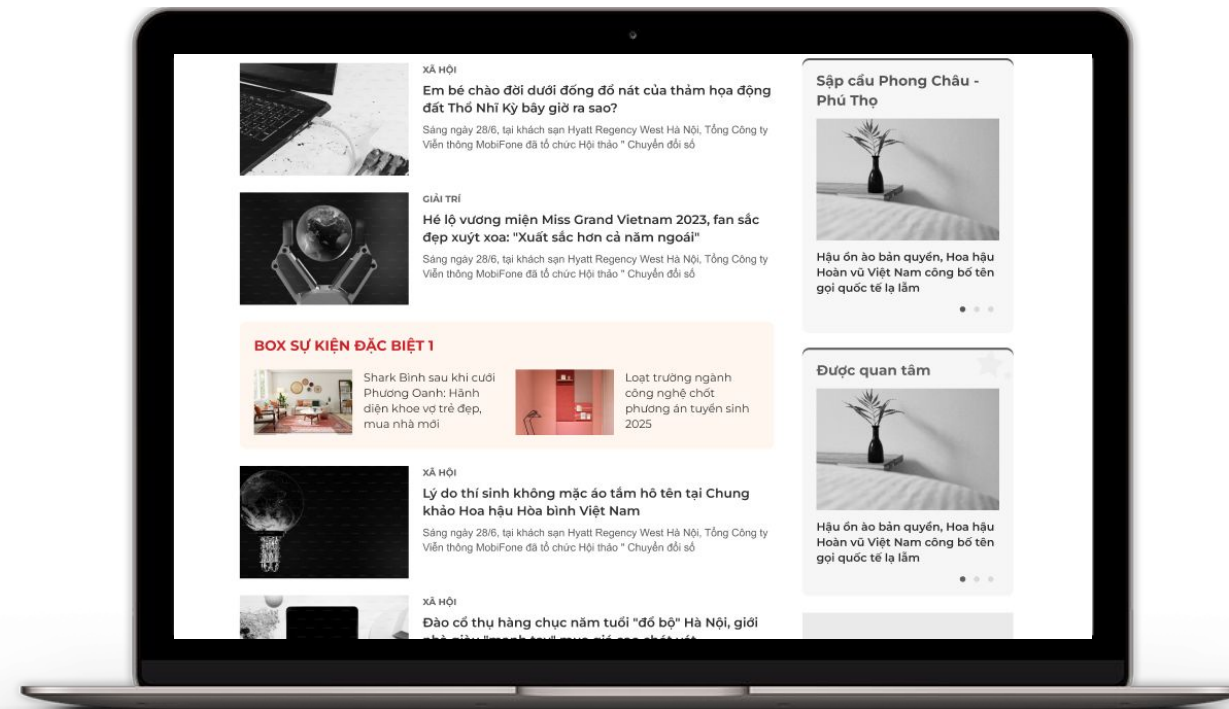 XÃ HỘI
Em bé chào đời dưới đống đổ nát của thảm họa động
đất Thổ Nhĩ Kỳ bây giờ ra sao?
Sáng ngày 28/6, tại khách sạn Hyatt Regency West Hà Nội, Tổng Công ty
Viễn thông MobiFone đã tổ chức Hội thảo " Chuyển đổi số
GIẢI TRÍ
Hé lộ vương miện Miss Grand Vietnam 2023, fan sắc
đẹp xuýt xoa: "Xuất sắc hơn cả năm ngoái"
Sáng ngày 28/6, tại khách sạn Hyatt Regency West Hà Nội, Tổng Công ty
Viễn thông MobiFone đã tổ chức Hội thảo " Chuyển đổi số
BOX SỰ KIỆN ĐẶC BIỆT 1
Shark Bình sau khi cưới
Phương Oanh: Hãnh
diện khoe vợ trẻ đẹp,
mua nhà mới
Loạt trường ngành
công nghệ chốt
phương án tuyển sinh
2025
XÃ HỘI
Lý do thí sinh không mặc áo tắm hô tên tại Chung
khảo Hoa hậu Hòa bình Việt Nam
Sáng ngày 28/6, tại khách sạn Hyatt Regency West Hà Nội, Tổng Công ty
Viễn thông MobiFone đã tổ chức Hội thảo " Chuyển đổi số
XÃ HỘI
Đào cổ thụ hàng chục năm tuổi "đổ bộ" Hà Nội, giới
Sập cầu Phong Châu -
Phú Thọ
Hậu ồn ào bản quyền, Hoa hậu
Hoàn vũ Việt Nam công bố tên
gọi quốc tế lạ lẫm
Được quan tâm
Hậu ồn ào bản quyền, Hoa hậu
Hoàn vũ Việt Nam công bố tên
gọi quốc tế lạ lẫm